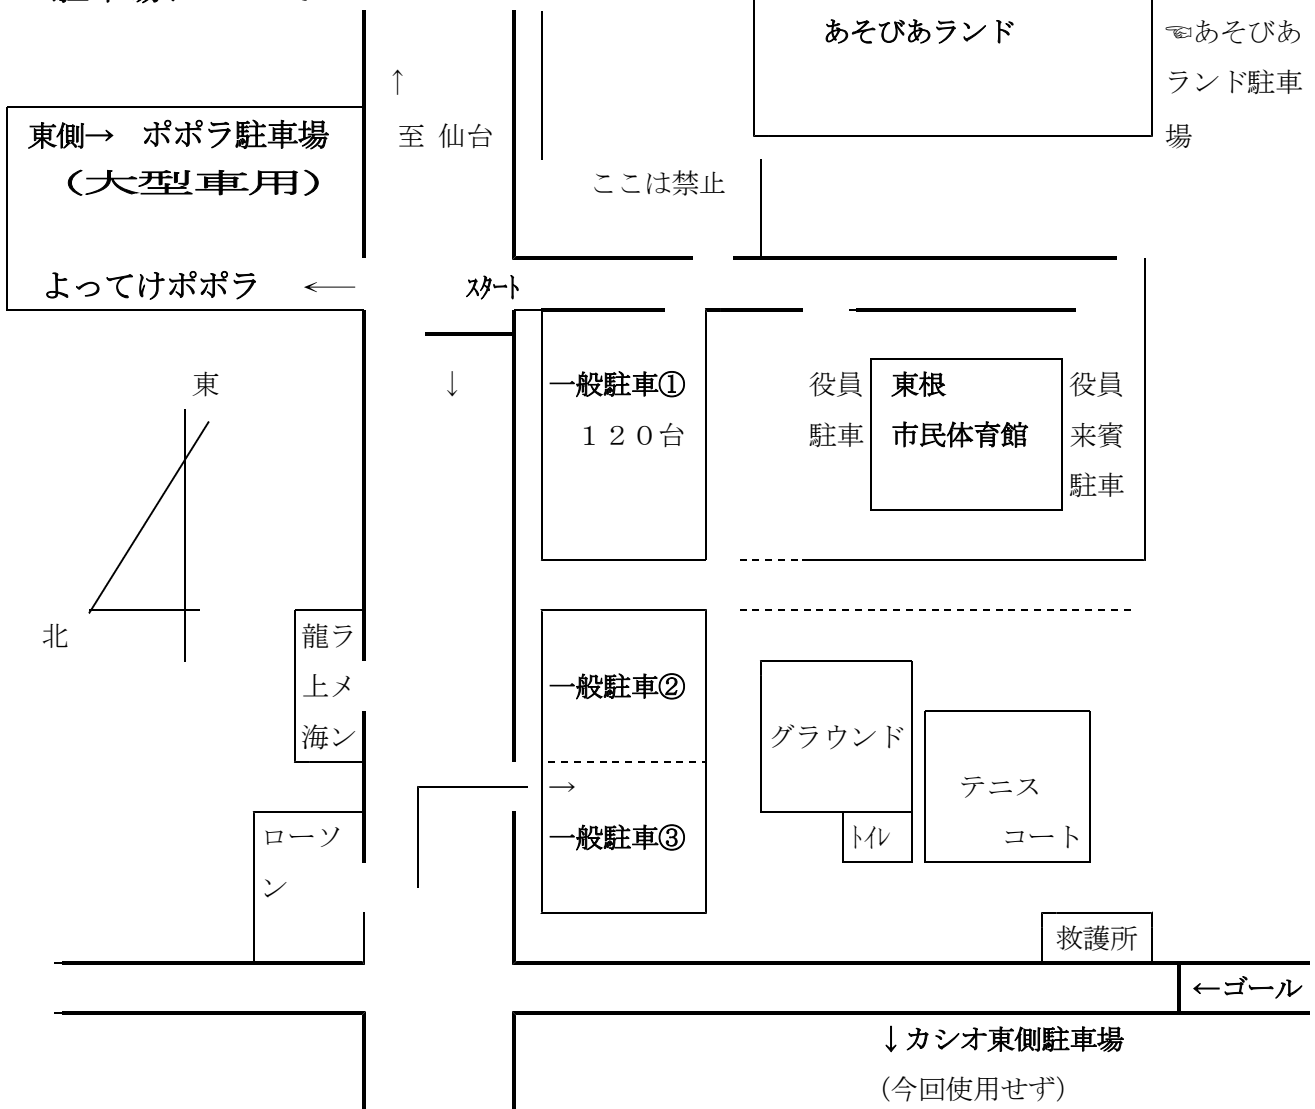 あそびあランド
☜あそびあ
ランド駐車
場
↑
至 仙台
東側→ ポポラ駐車場
（大型車用）
ここは禁止
よってけポポラ ←
スタート
東
北
↓
一般駐車①
１２０台
役員
駐車
東根
市民体育館
役員
来賓
駐車
龍ラ
上メ
海ン
一般駐車②
→
一般駐車③
グラウンド
テニス
コート
トイレ
ローソ
ン
救護所
←ゴール
↓カシオ東側駐車場
(今回使用せず)